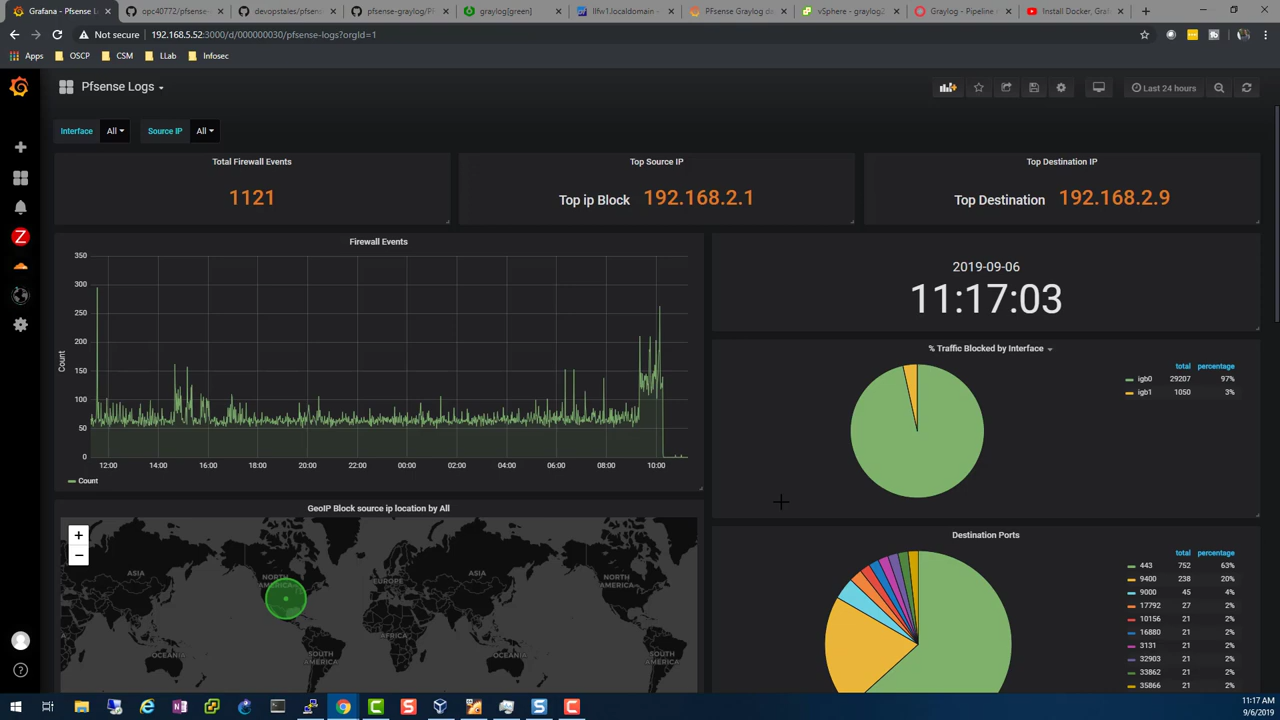 Grafana - Pfsense Lo
opc40772/pfsense-
devopstales/pfsens
pfsense-graylog/PF
graylog[green]
llfw1.localdomain -
PFsense Graylog da
vSphere - graylog2
Graylog - Pipeline
Install Docker, Graf
Not secure 192.168.5.52:3000/d/000000030/pfsense-logs?orgId=1
Apps OSCP CSM LLab Infosec
Pfsense Logs
Last 24 hours
Interface All Source IP All
Total Firewall Events
1121
Top Source IP
Top ip Block 192.168.2.1
Top Destination IP
Top Destination 192.168.2.9
Firewall Events
350
300
250
200
150
100
50
0
Count
12:00 14:00 16:00 18:00 20:00 22:00 00:00 02:00 04:00 06:00 08:00 10:00
Count
2019-09-06
11:17:03
% Traffic Blocked by Interface
total percentage
igb0 29207 97%
igb1 1050 3%
GeoIP Block source ip location by All
+
−
ASIA
NORTH AMERICA
EUROPE
ASIA
NORTH AMERICA
AFRICA
OCEANIA
SOUTH AMERICA
OCEANIA
SOUTH AMERICA
Destination Ports
total percentage
443 752 63%
9400 238 20%
9000 45 4%
17792 27 2%
10156 21 2%
16880 21 2%
3131 21 2%
32903 21 2%
33862 21 2%
35866 21 2%
11:17 AM
9/6/2019